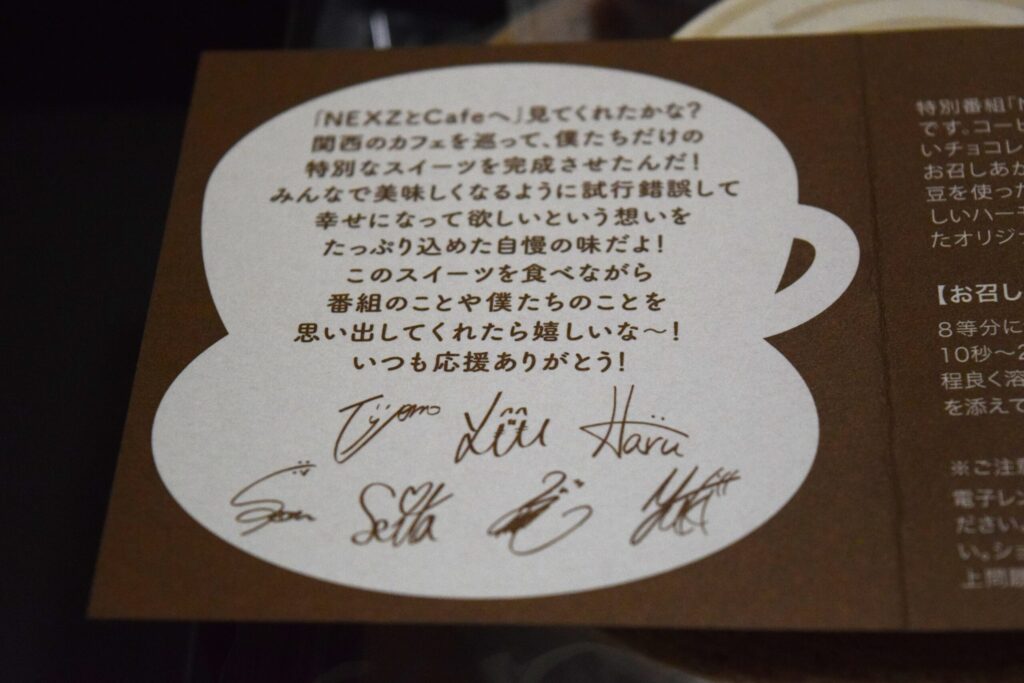 「NEXZとCafeへ」見てくれたかな?
関西のカフェを巡って、僕たちだけの
特別なスイーツを完成させたんだ!
みんなで美味しくなるように試行錯誤して
幸せになって欲しいという想いを
たっぷり込めた自慢の味だよ!
このスイーツを食べながら
番組のことや僕たちのことを
思い出してくれたら嬉しいな〜!
いつも応援ありがとう!
Tomoya
Yuu
Haru
Seita
Yuki
特別番組「N
です。コーヒ
いチョコレ
お召しあが
豆を使った
しいハーモ
たオリジナ
【お召し
8等分に
10秒〜2
程良く溶
を添えて
※ご注意
電子レン
ださい。
い。ショ
上問題